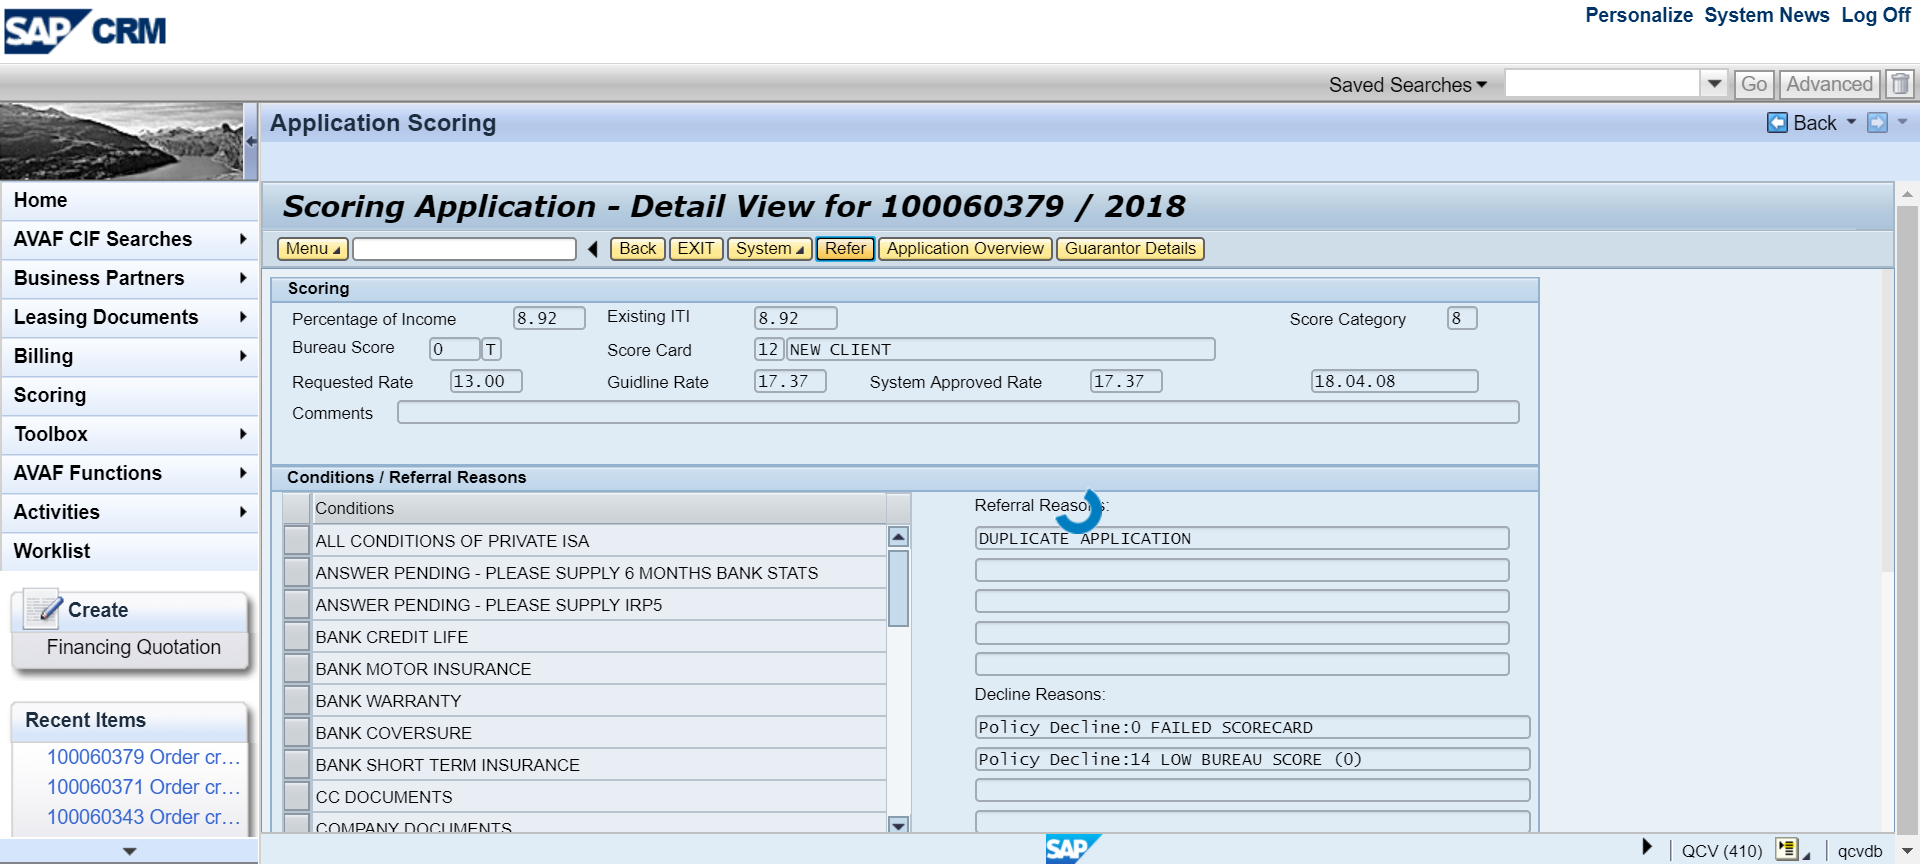 SAP CRM
Personalize System News Log Off
Saved Searches Go Advanced
Application Scoring
Back
Home
AVAF CIF Searches
Business Partners
Leasing Documents
Billing
Scoring
Toolbox
AVAF Functions
Activities
Worklist
Create
Financing Quotation
Recent Items
100060379 Order cr...
100060371 Order cr...
100060343 Order cr...
Scoring Application - Detail View for 100060379 / 2018
Menu Back EXIT System Refer Application Overview Guarantor Details
Scoring
Percentage of Income 8.92 Existing ITI 8.92 Score Category 8
Bureau Score 0 T Score Card 12 NEW CLIENT
Requested Rate 13.00 Guidline Rate 17.37 System Approved Rate 17.37 18.04.08
Comments
Conditions / Referral Reasons
Conditions
ALL CONDITIONS OF PRIVATE ISA
ANSWER PENDING - PLEASE SUPPLY 6 MONTHS BANK STATS
ANSWER PENDING - PLEASE SUPPLY IRP5
BANK CREDIT LIFE
BANK MOTOR INSURANCE
BANK WARRANTY
BANK COVERSURE
BANK SHORT TERM INSURANCE
CC DOCUMENTS
COMPANY DOCUMENTS
Referral Reasons:
DUPLICATE APPLICATION
Decline Reasons:
Policy Decline:0 FAILED SCORECARD
Policy Decline:14 LOW BUREAU SCORE (0)
SAP
QCV (410) qcvdb